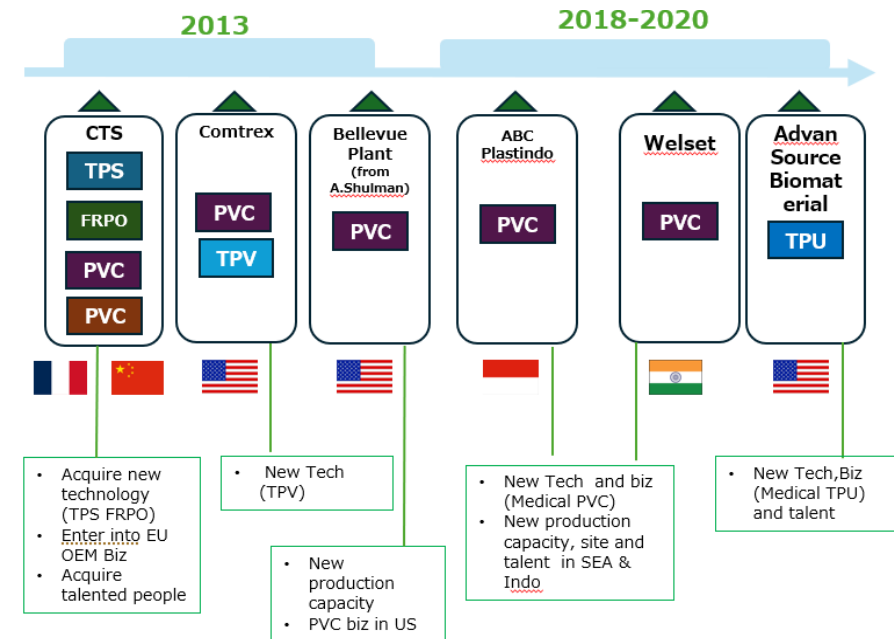 2013
2018-2020
CTS
TPS
FRPO
PVC
PVC
Comtrex
PVC
TPV
Bellevue
Plant
(from
A.Shulman)
PVC
ABC
Plastindo
PVC
Welset
PVC
Advan
Source
Biomat
erial
TPU
• Acquire new
technology
(TPS FRPO)
• Enter into EU
OEM Biz
• Acquire
talented people
• New Tech
(TPV)
• New
production
capacity
• PVC biz in US
• New Tech and biz
(Medical PVC)
• New production
capacity, site and
talent in SEA &
Indo
• New Tech,Biz
(Medical TPU)
and talent